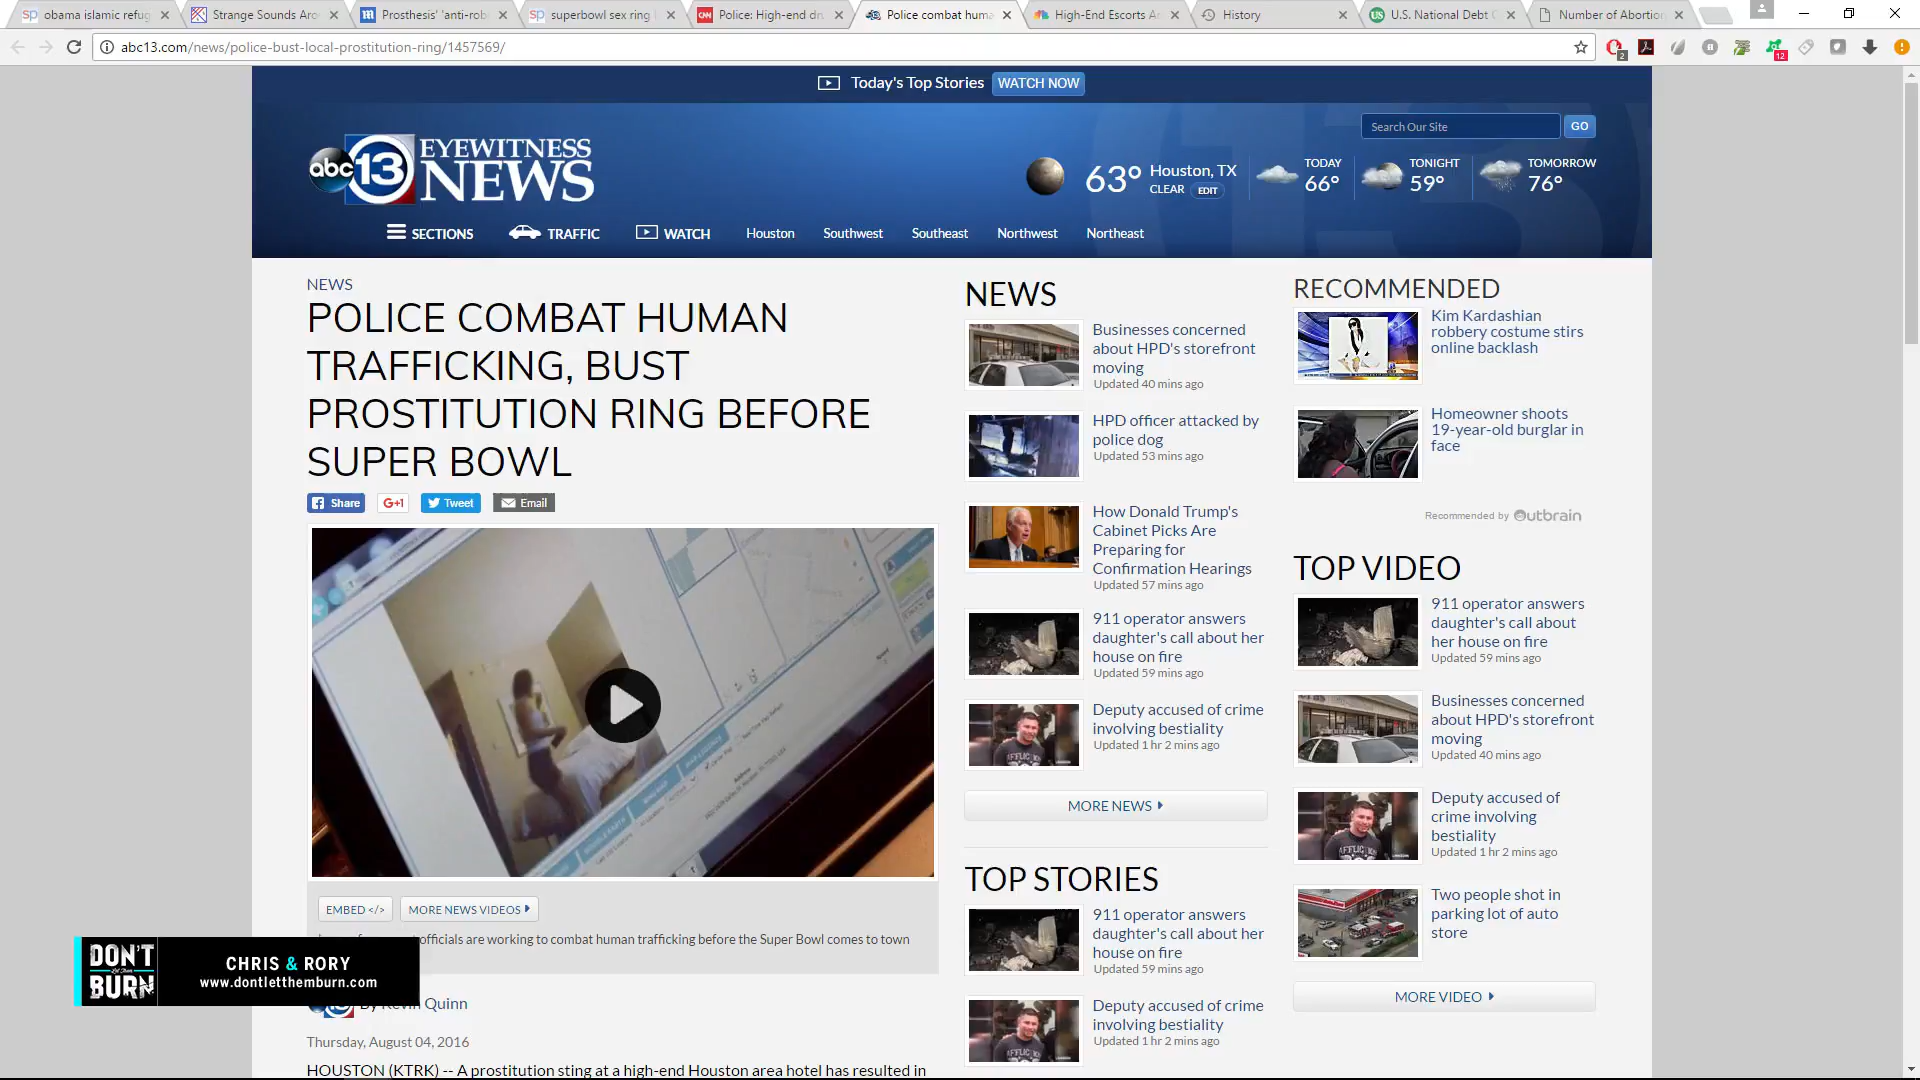 obama islamic refug
Strange Sounds Aro
Prosthesis' 'anti-rob
superbowl sex ring
Police: High-end dr
Police combat huma
High-End Escorts A
History
U.S. National Debt C
Number of Abortion
abc13.com/news/police-bust-local-prostitution-ring/1457569/
2
12
Today's Top Stories WATCH NOW
Search Our Site GO
abc 13 EYEWITNESS
NEWS
63° Houston, TX
CLEAR EDIT
TODAY
66°
TONIGHT
59°
TOMORROW
76°
SECTIONS TRAFFIC WATCH Houston Southwest Southeast Northwest Northeast
NEWS
POLICE COMBAT HUMAN
TRAFFICKING, BUST
PROSTITUTION RING BEFORE
SUPER BOWL
Share G+1 Tweet Email
EMBED </> MORE NEWS VIDEOS
officials are working to combat human trafficking before the Super Bowl comes to town
DON'T
Let Them
BURN
CHRIS & RORY
www.dontletthemburn.com
By Kevin Quinn
Thursday, August 04, 2016
HOUSTON (KTRK) -- A prostitution sting at a high-end Houston area hotel has resulted in
NEWS
Businesses concerned
about HPD's storefront
moving
Updated 40 mins ago
HPD officer attacked by
police dog
Updated 53 mins ago
How Donald Trump's
Cabinet Picks Are
Preparing for
Confirmation Hearings
Updated 57 mins ago
911 operator answers
daughter's call about her
house on fire
Updated 59 mins ago
Deputy accused of crime
involving bestiality
Updated 1 hr 2 mins ago
MORE NEWS
TOP STORIES
911 operator answers
daughter's call about her
house on fire
Updated 59 mins ago
Deputy accused of crime
involving bestiality
Updated 1 hr 2 mins ago
RECOMMENDED
Kim Kardashian
robbery costume stirs
online backlash
Homeowner shoots
19-year-old burglar in
face
Recommended by Outbrain
TOP VIDEO
911 operator answers
daughter's call about
her house on fire
Updated 59 mins ago
Businesses concerned
about HPD's storefront
moving
Updated 40 mins ago
Deputy accused of
crime involving
bestiality
Updated 1 hr 2 mins ago
Two people shot in
parking lot of auto
store
MORE VIDEO